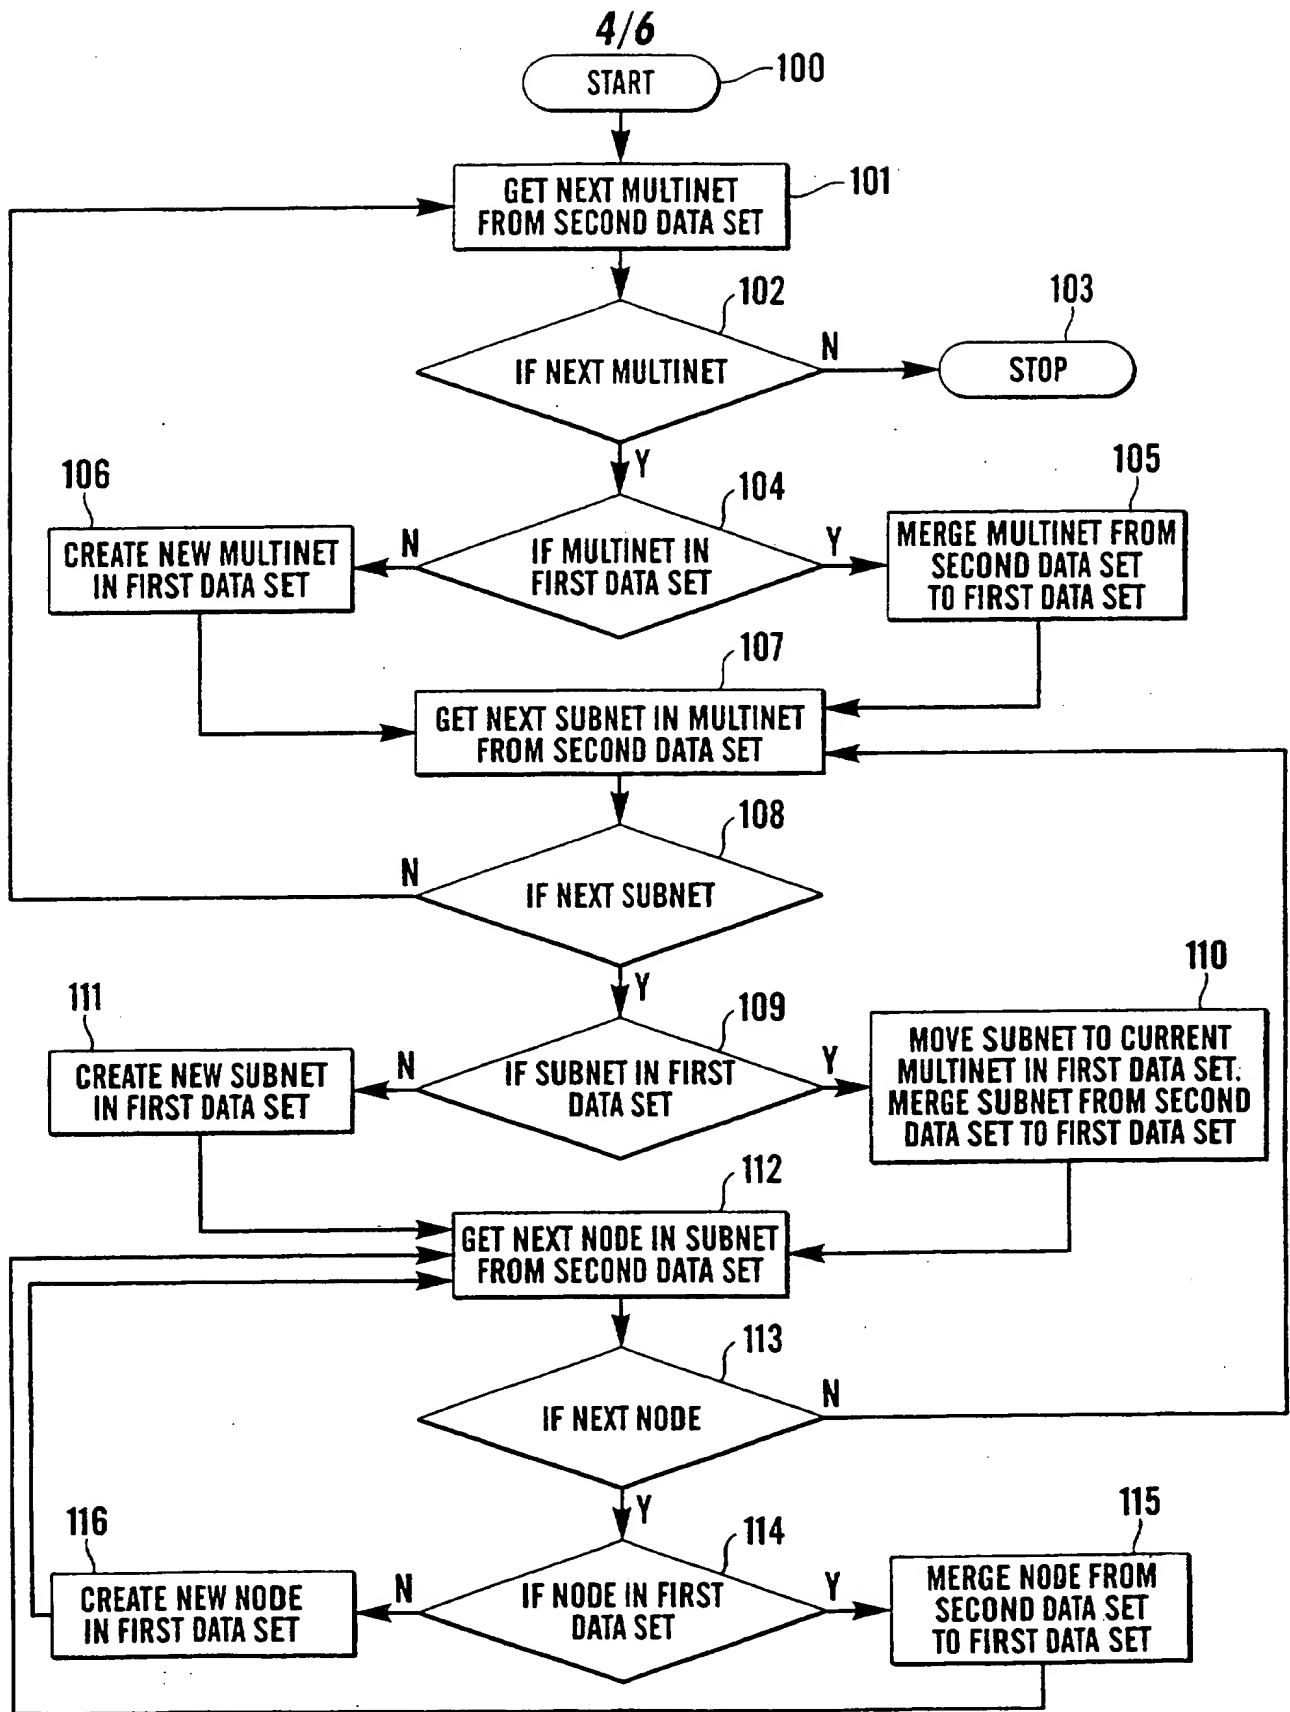 4/6
START
100
GET NEXT MULTINET
FROM SECOND DATA SET
101
102
IF NEXT MULTINET
N
103
STOP
Y
106
CREATE NEW MULTINET
IN FIRST DATA SET
N
104
IF MULTINET IN
FIRST DATA SET
Y
105
MERGE MULTINET FROM
SECOND DATA SET
TO FIRST DATA SET
107
GET NEXT SUBNET IN MULTINET
FROM SECOND DATA SET
108
N
IF NEXT SUBNET
Y
111
CREATE NEW SUBNET
IN FIRST DATA SET
N
109
IF SUBNET IN FIRST
DATA SET
Y
110
MOVE SUBNET TO CURRENT
MULTINET IN FIRST DATA SET.
MERGE SUBNET FROM SECOND
DATA SET TO FIRST DATA SET
112
GET NEXT NODE IN SUBNET
FROM SECOND DATA SET
113
IF NEXT NODE
N
Y
116
CREATE NEW NODE
IN FIRST DATA SET
N
114
IF NODE IN FIRST
DATA SET
Y
115
MERGE NODE FROM
SECOND DATA SET
TO FIRST DATA SET